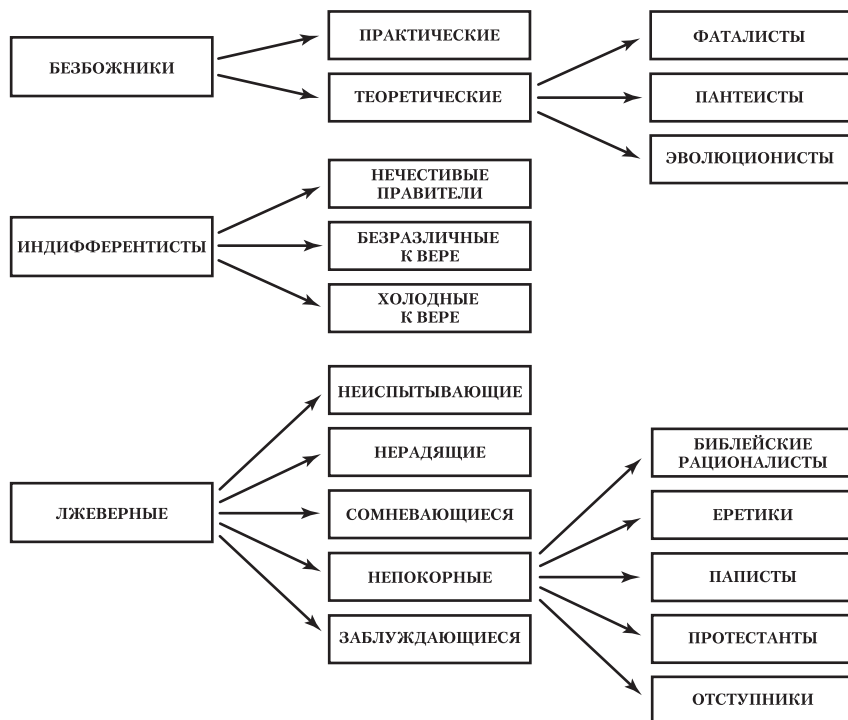 БЕЗБОЖНИКИ
ПРАКТИЧЕСКИЕ
ТЕОРЕТИЧЕСКИЕ
ФАТАЛИСТЫ
ПАНТЕИСТЫ
ЭВОЛЮЦИОНИСТЫ
ИНДИФФЕРЕНТИСТЫ
НЕЧЕСТИВЫЕ
ПРАВИТЕЛИ
БЕЗРАЗЛИЧНЫЕ
К ВЕРЕ
ХОЛОДНЫЕ
К ВЕРЕ
ЛЖЕВЕРНЫЕ
НЕИСПЫТЫВАЮЩИЕ
НЕРАДЯЩИЕ
СОМНЕВАЮЩИЕСЯ
НЕПОКОРНЫЕ
ЗАБЛУЖДАЮЩИЕСЯ
БИБЛЕЙСКИЕ
РАЦИОНАЛИСТЫ
ЕРЕТИКИ
ПАПИСТЫ
ПРОТЕСТАНТЫ
ОТСТУПНИКИ